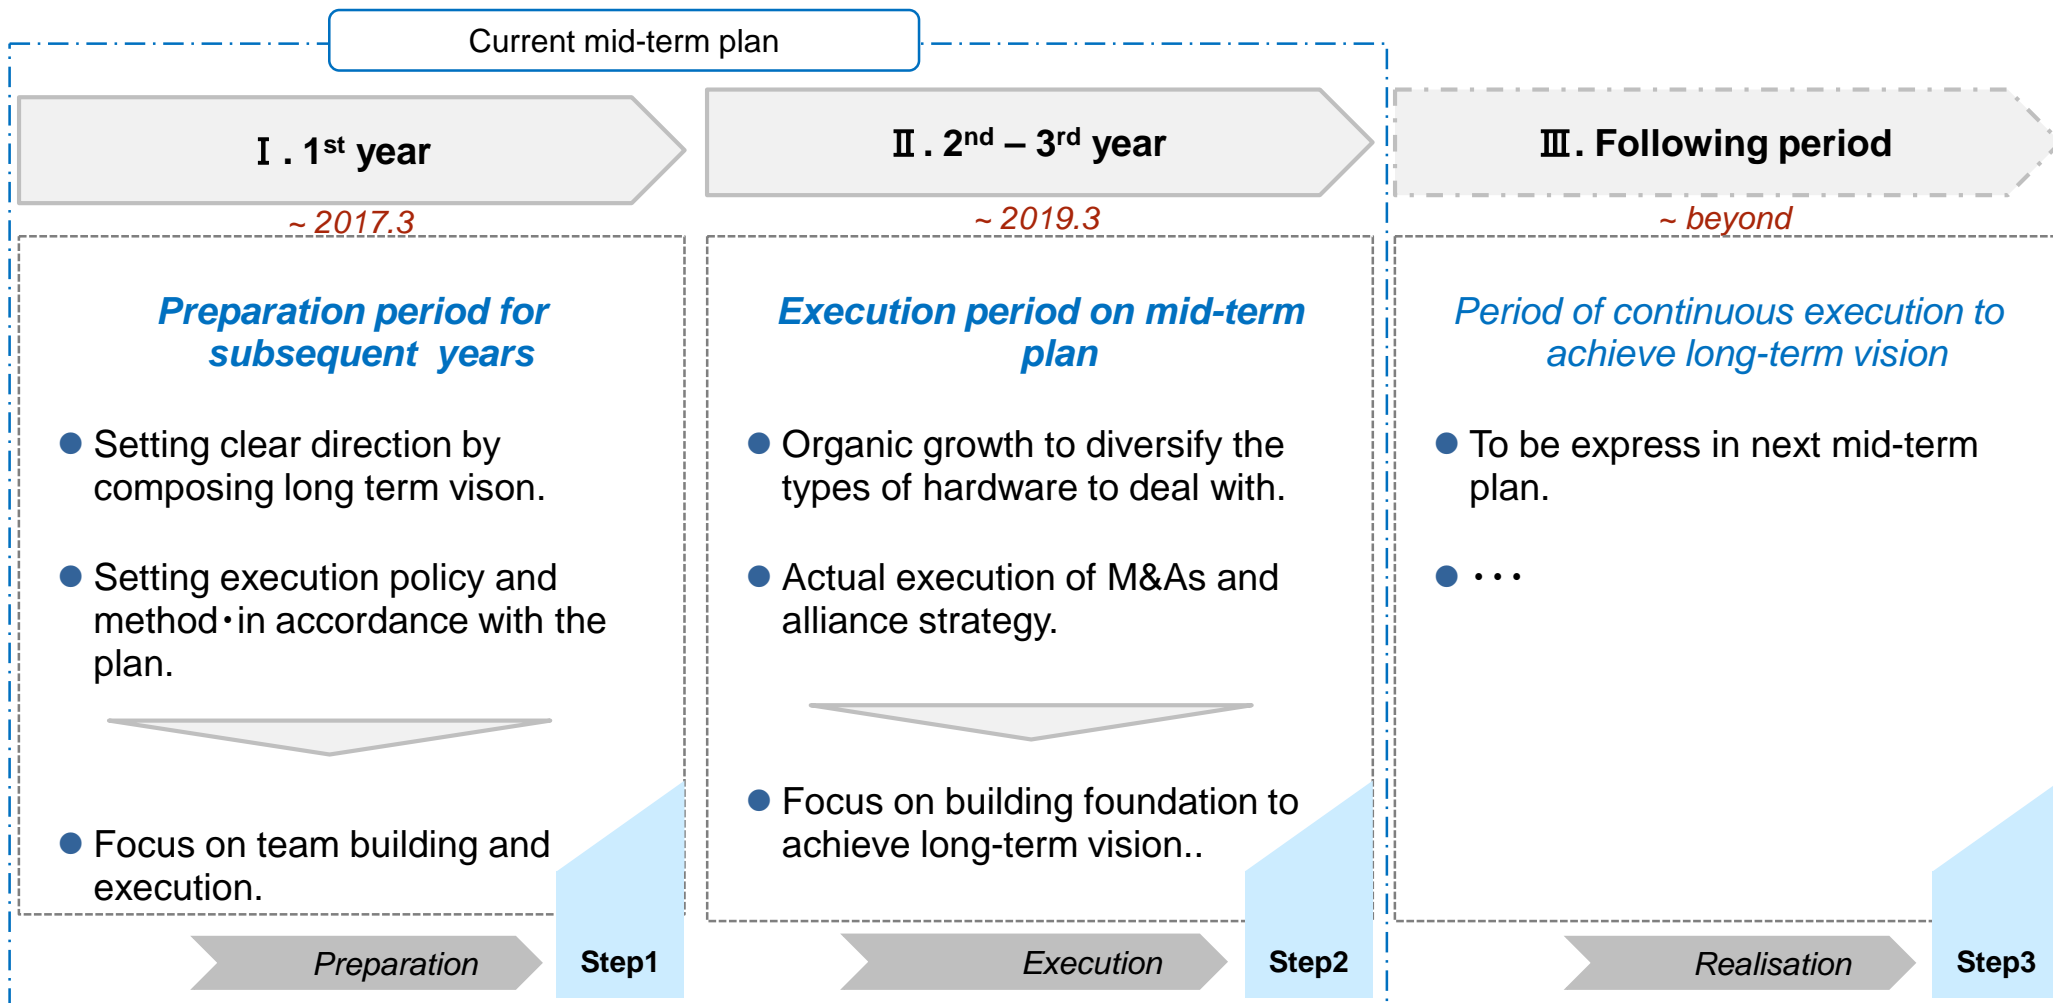 Current mid-term plan
Ⅰ. 1st year
~ 2017.3
Preparation period for
subsequent years
● Setting clear direction by
composing long term vison.
● Setting execution policy and
method・in accordance with the
plan.
● Focus on team building and
execution.
Preparation
Step1
Ⅱ. 2nd – 3rd year
~ 2019.3
Execution period on mid-term
plan
● Organic growth to diversify the
types of hardware to deal with.
● Actual execution of M&As and
alliance strategy.
● Focus on building foundation to
achieve long-term vision..
Execution
Step2
Ⅲ. Following period
~ beyond
Period of continuous execution to
achieve long-term vision
● To be express in next mid-term
plan.
● ・・・
Realisation
Step3